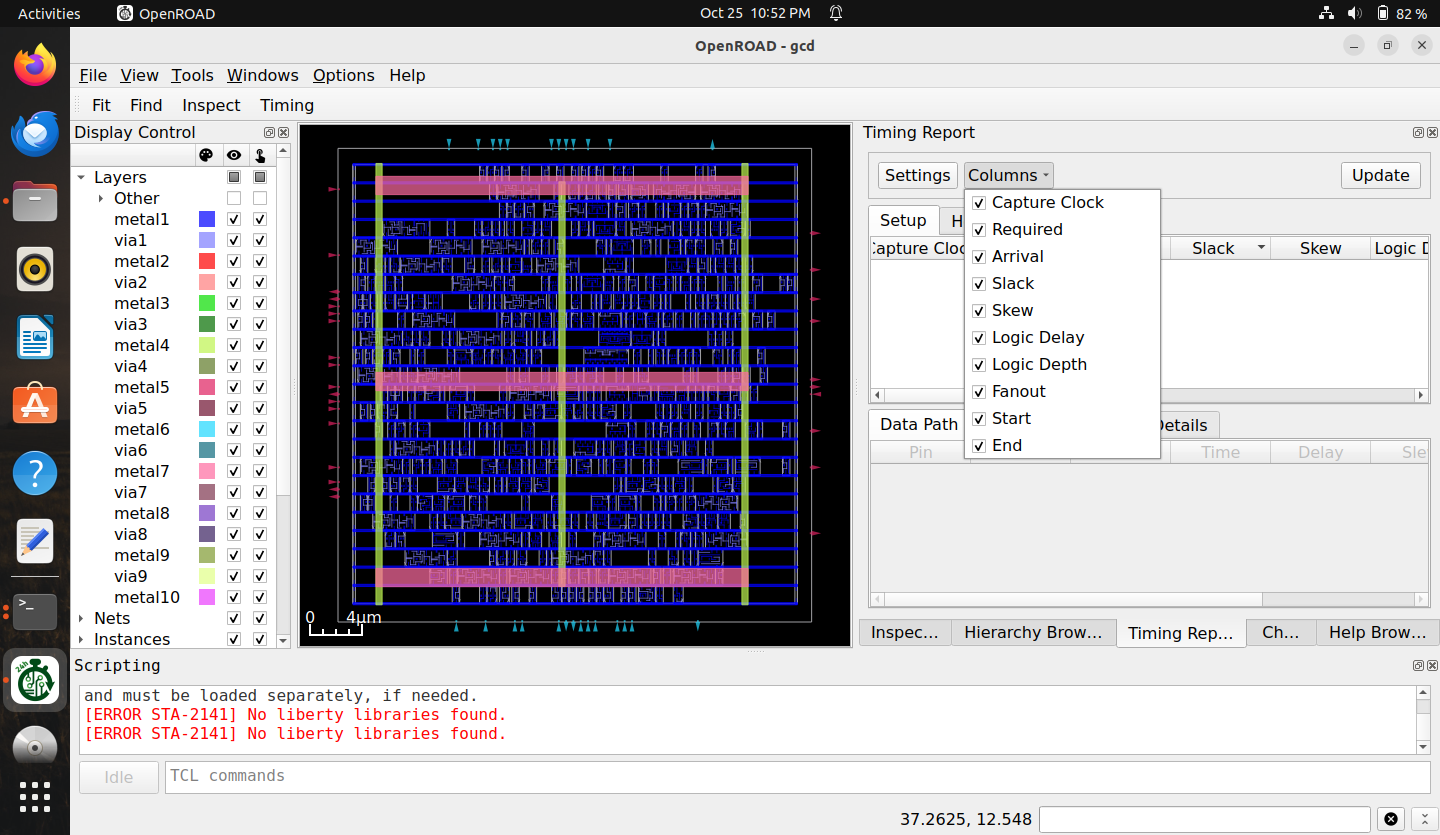 Activities OpenROAD Oct 25 10:52 PM 82 %
OpenROAD - gcd
File View Tools Windows Options Help
Fit Find Inspect Timing
Display Control
Layers
Other
metal1
via1
metal2
via2
metal3
via3
metal4
via4
metal5
via5
metal6
via6
metal7
via7
metal8
via8
metal9
via9
metal10
Nets
Instances
0 4μm
Timing Report
Settings Columns Update
Capture Clock
Required
Arrival
Slack
Skew
Logic Delay
Logic Depth
Fanout
Start
End
Setup H
Capture Cloc Slack Skew Logic D
Data Path Details
Pin Time Delay Sle
Inspec... Hierarchy Brow... Timing Rep... Ch... Help Brow...
Scripting
and must be loaded separately, if needed.
[ERROR STA-2141] No liberty libraries found.
[ERROR STA-2141] No liberty libraries found.
Idle TCL commands
37.2625, 12.548
24h